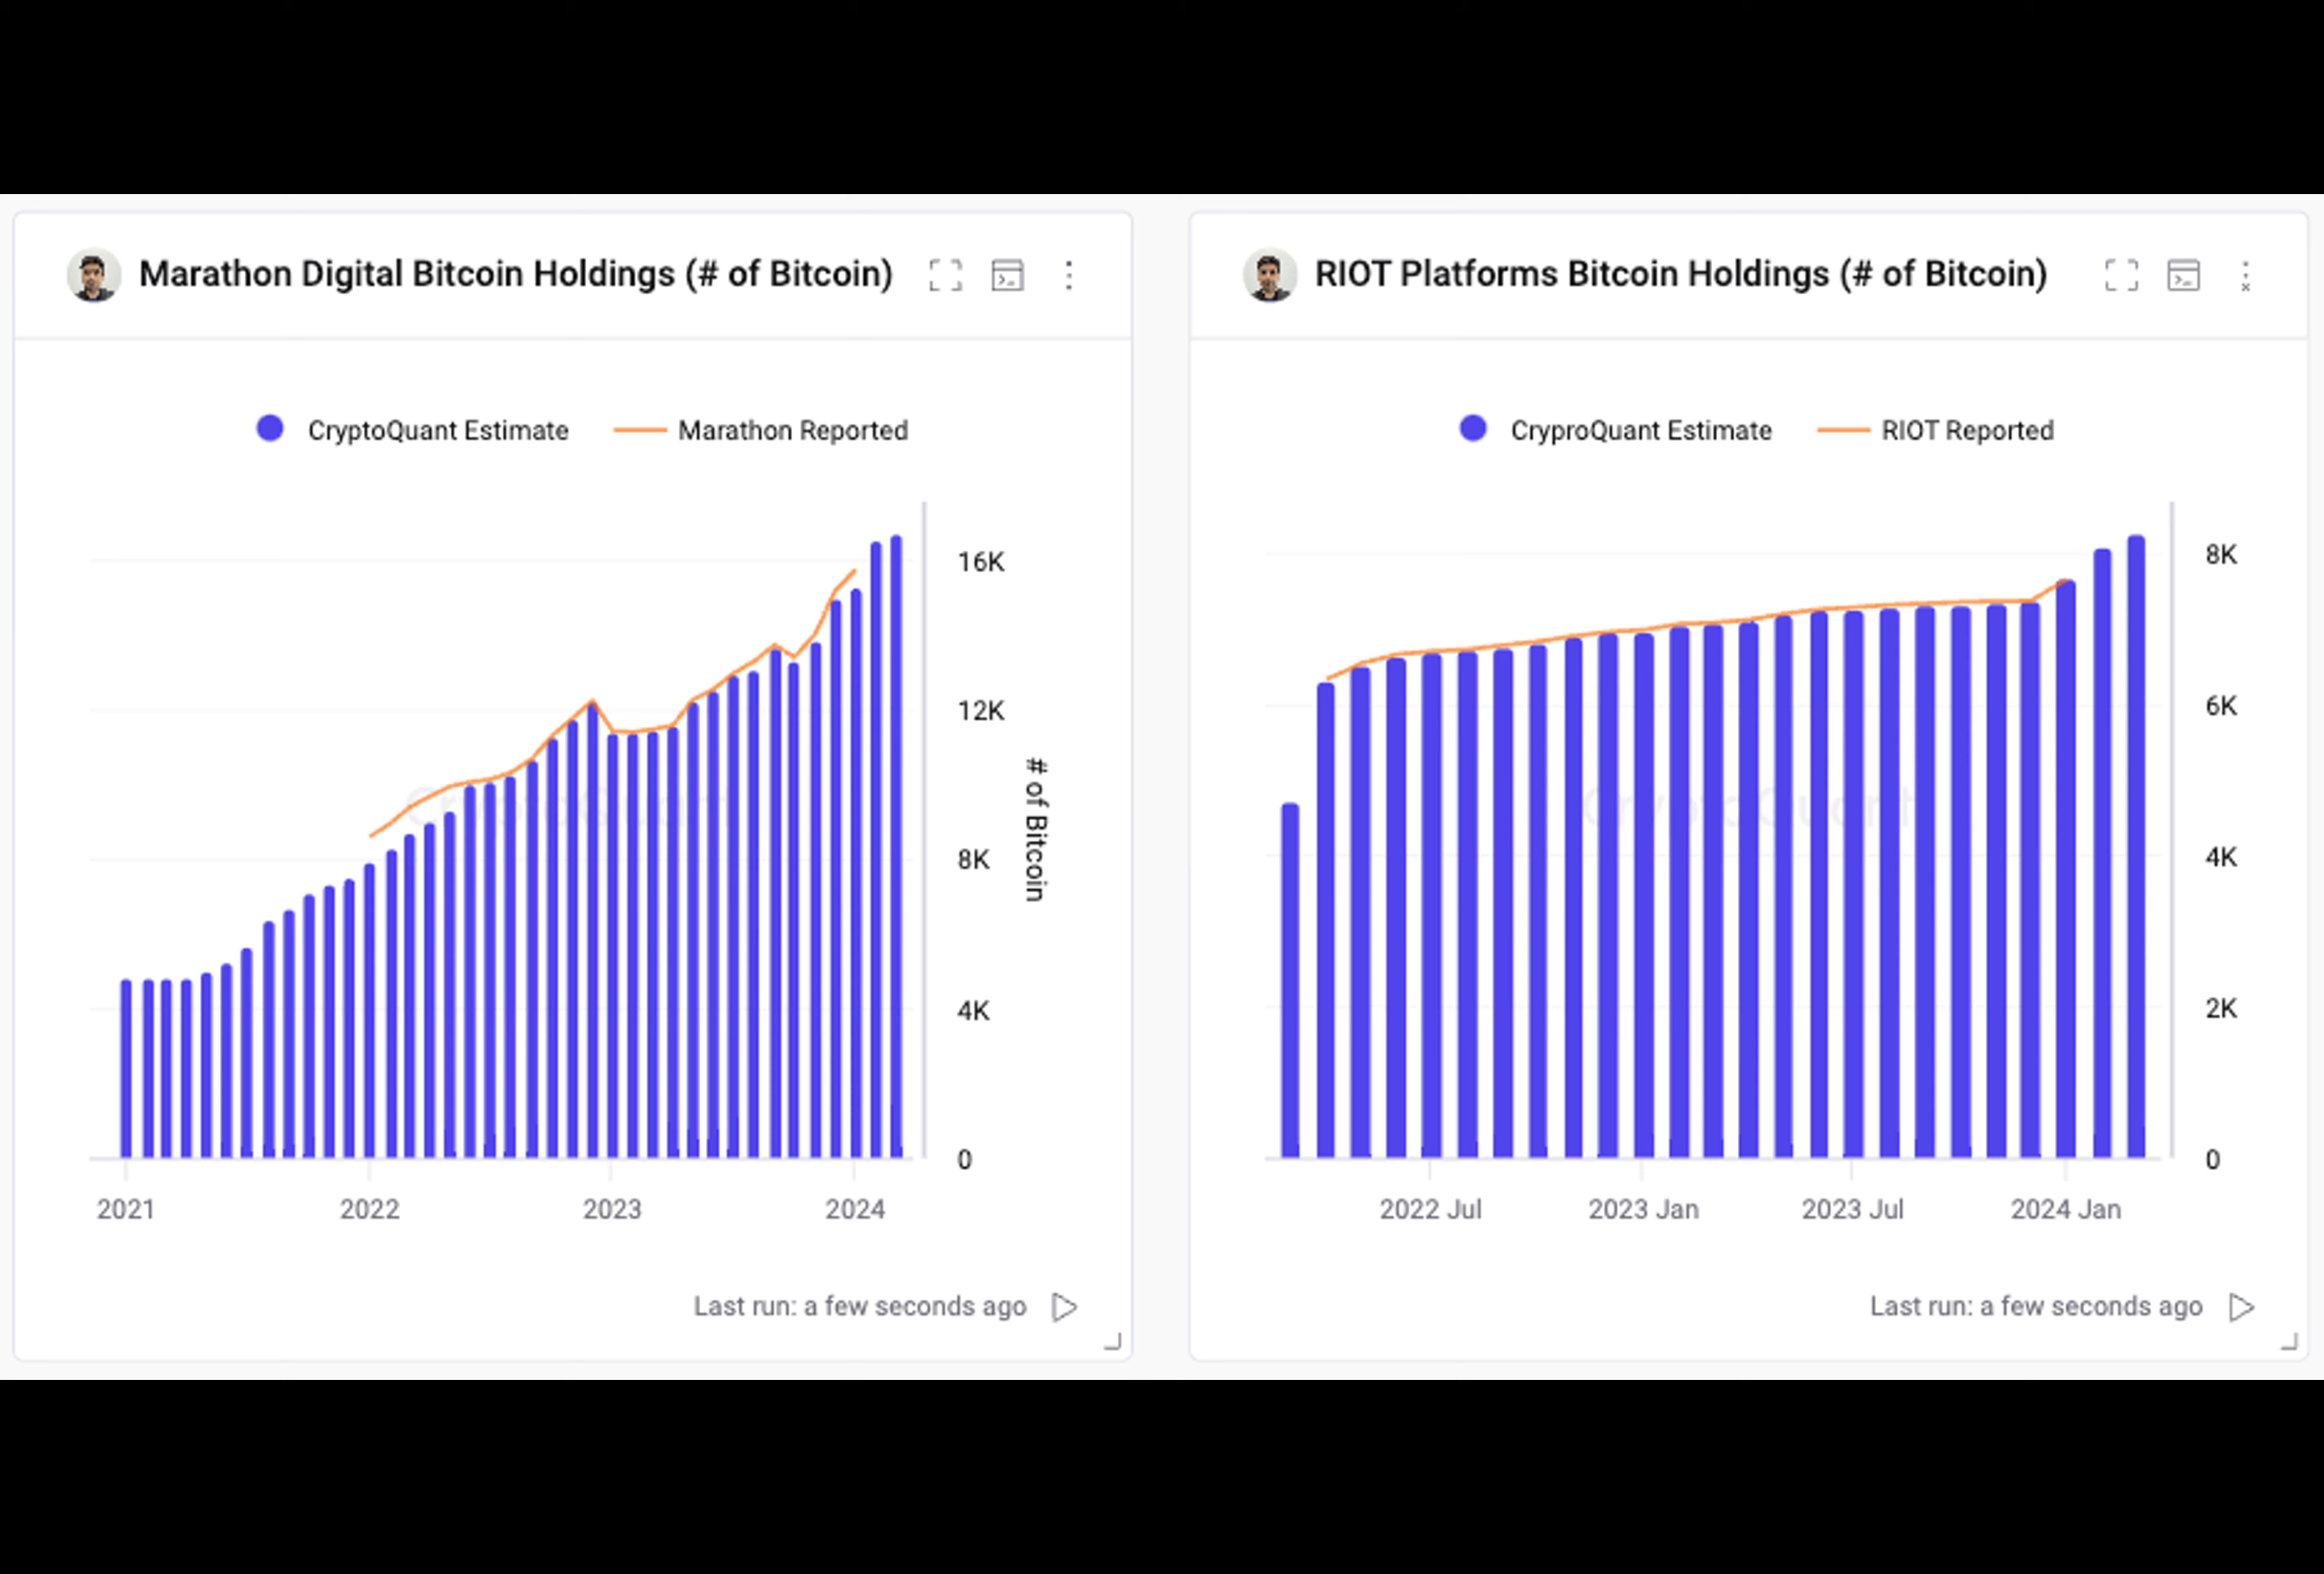 Marathon Digital Bitcoin Holdings (# of Bitcoin)
CryptoQuant Estimate
Marathon Reported
16K
12K
8K
4K
0
# of Bitcoin
CryptoQuant
2021
2022
2023
2024
Last run: a few seconds ago
RIOT Platforms Bitcoin Holdings (# of Bitcoin)
CryproQuant Estimate
RIOT Reported
8K
6K
4K
2K
0
CryptoQuant
2022 Jul
2023 Jan
2023 Jul
2024 Jan
Last run: a few seconds ago